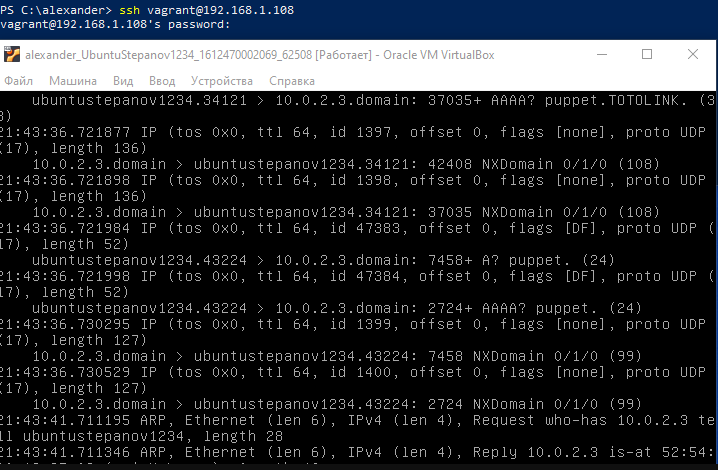 PS C:\alexander> ssh vagrant@192.168.1.108
vagrant@192.168.1.108's password:
alexander_UbuntuStepanov1234_1612470002069_62508 [Работает] - Oracle VM VirtualBox
Файл Машина Вид Ввод Устройства Справка
ubuntustepanov1234.34121 > 10.0.2.3.domain: 37035+ AAAA? puppet.TOTOLINK. (3
3)
21:43:36.721877 IP (tos 0x0, ttl 64, id 1397, offset 0, flags [none], proto UDP
(17), length 136)
10.0.2.3.domain > ubuntustepanov1234.34121: 42408 NXDomain 0/1/0 (108)
21:43:36.721898 IP (tos 0x0, ttl 64, id 1398, offset 0, flags [none], proto UDP
(17), length 136)
10.0.2.3.domain > ubuntustepanov1234.34121: 37035 NXDomain 0/1/0 (108)
21:43:36.721984 IP (tos 0x0, ttl 64, id 47383, offset 0, flags [DF], proto UDP (
17), length 52)
ubuntustepanov1234.43224 > 10.0.2.3.domain: 7458+ A? puppet. (24)
21:43:36.721998 IP (tos 0x0, ttl 64, id 47384, offset 0, flags [DF], proto UDP (
17), length 52)
ubuntustepanov1234.43224 > 10.0.2.3.domain: 2724+ AAAA? puppet. (24)
21:43:36.730295 IP (tos 0x0, ttl 64, id 1399, offset 0, flags [none], proto UDP
(17), length 127)
10.0.2.3.domain > ubuntustepanov1234.43224: 7458 NXDomain 0/1/0 (99)
21:43:36.730529 IP (tos 0x0, ttl 64, id 1400, offset 0, flags [none], proto UDP
(17), length 127)
10.0.2.3.domain > ubuntustepanov1234.43224: 2724 NXDomain 0/1/0 (99)
21:43:41.711195 ARP, Ethernet (len 6), IPv4 (len 4), Request who-has 10.0.2.3 te
ll ubuntustepanov1234, length 28
21:43:41.711346 ARP, Ethernet (len 6), IPv4 (len 4), Reply 10.0.2.3 is-at 52:54: